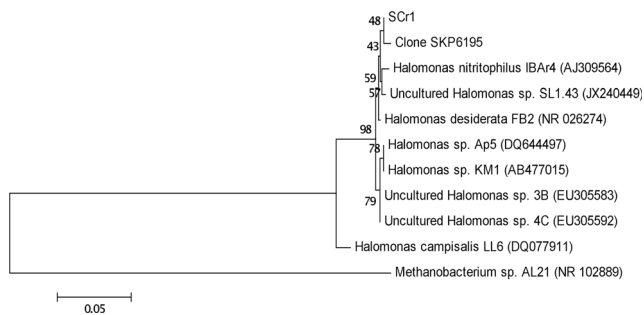 48
SCr1
43
Clone SKP6195
Halomonas nitritophilus IBAr4 (AJ309564)
59
57
Uncultured Halomonas sp. SL1.43 (JX240449)
Halomonas desiderata FB2 (NR 026274)
98
78
Halomonas sp. Ap5 (DQ644497)
Halomonas sp. KM1 (AB477015)
79
Uncultured Halomonas sp. 3B (EU305583)
Uncultured Halomonas sp. 4C (EU305592)
Halomonas campisalis LL6 (DQ077911)
Methanobacterium sp. AL21 (NR 102889)
0.05